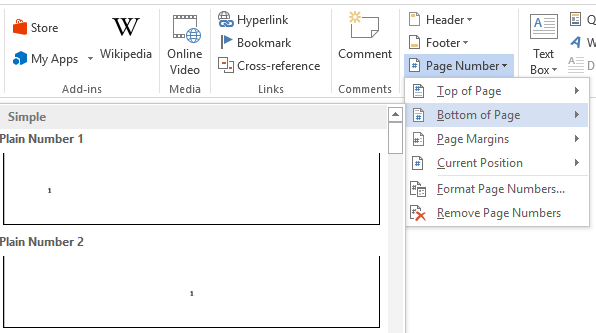 Store
My Apps
W
Wikipedia
Add-ins
Online
Video
Media
Hyperlink
Bookmark
Cross-reference
Links
Comment
Comments
Header
Footer
Page Number
Text
Box
Q
W
D
Top of Page
Bottom of Page
Page Margins
Current Position
Format Page Numbers...
Remove Page Numbers
Simple
Plain Number 1
1
Plain Number 2
1